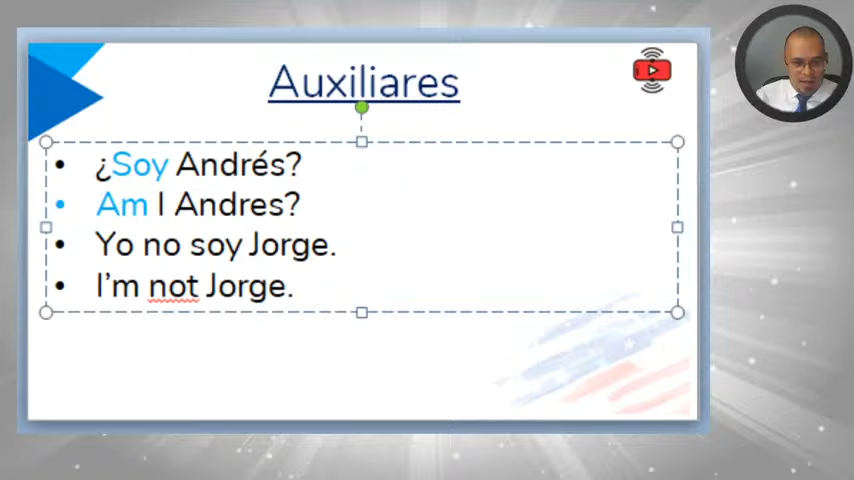 Auxiliares
• ¿Soy Andrés?
• Am I Andres?
• Yo no soy Jorge.
• I'm not Jorge.